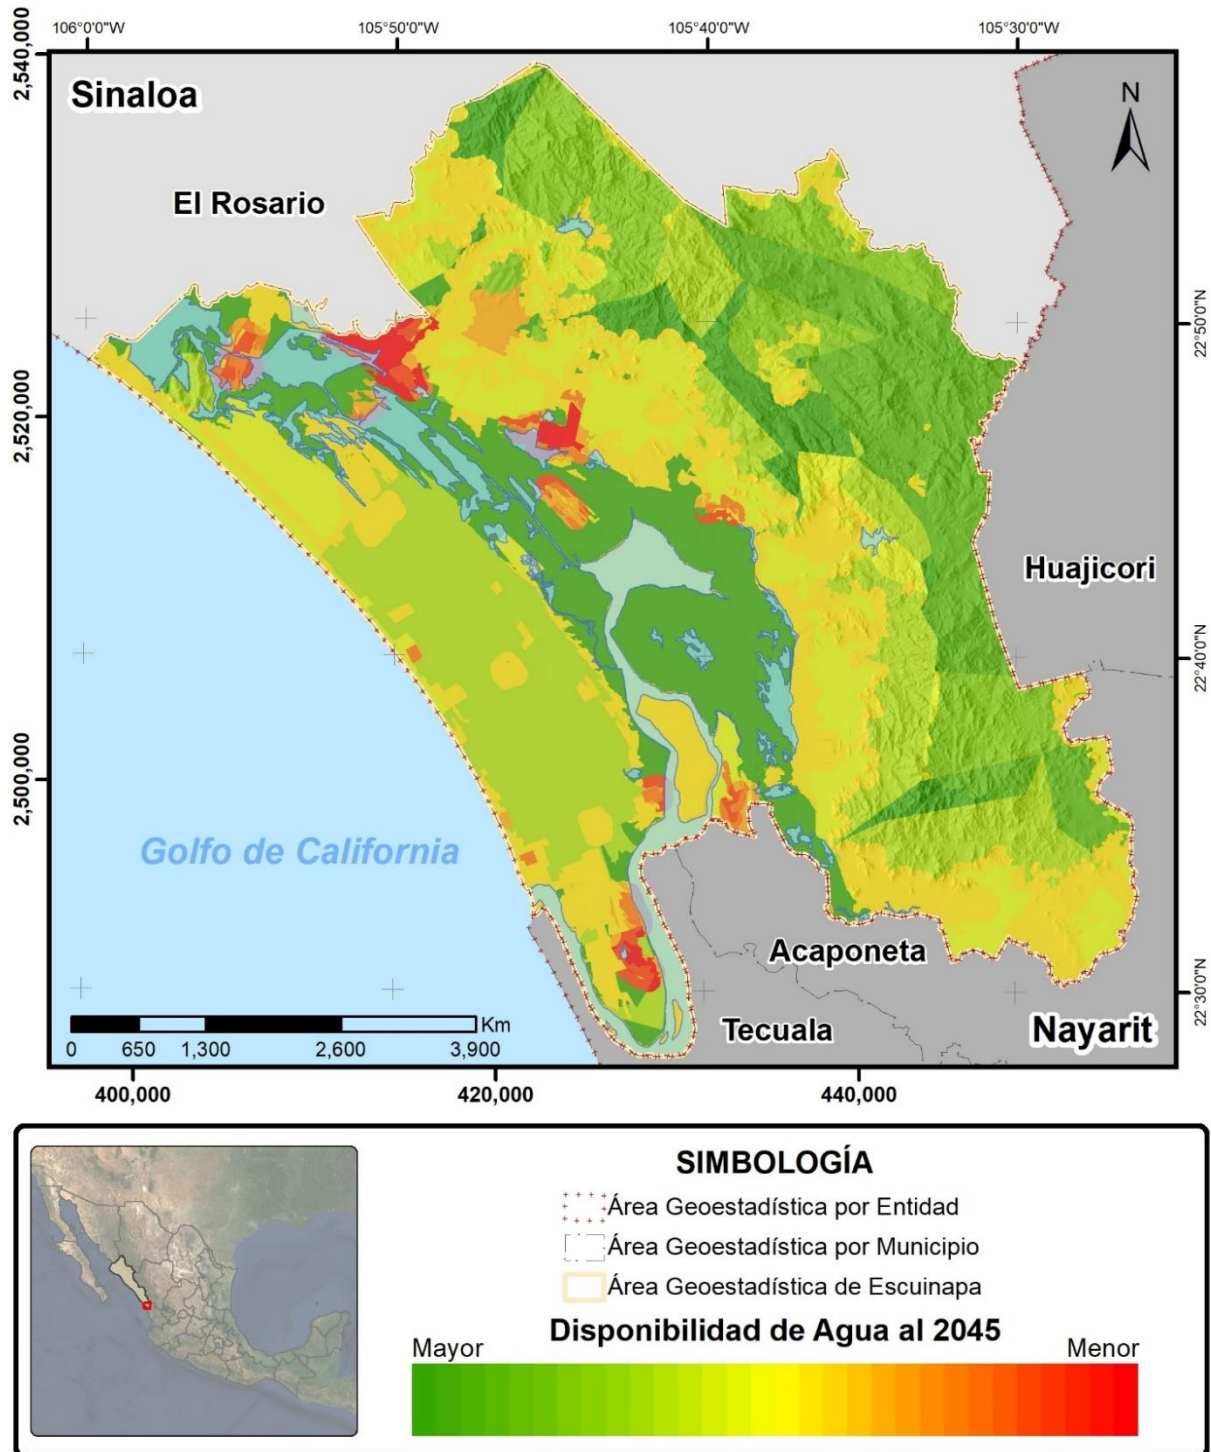 106°0'0"W
105°50'0"W
105°40'0"W
105°30'0"W
2,540,000
Sinaloa
N
El Rosario
22°50'0"N
2,520,000
Huajicori
22°40'0"N
2,500,000
Golfo de California
Acaponeta
22°30'0"N
Tecuala
Nayarit
Km
0 650 1,300 2,600 3,900
400,000
420,000
440,000
SIMBOLOGÍA
Área Geoestadística por Entidad
Área Geoestadística por Municipio
Área Geoestadística de Escuinapa
Disponibilidad de Agua al 2045
Mayor
Menor